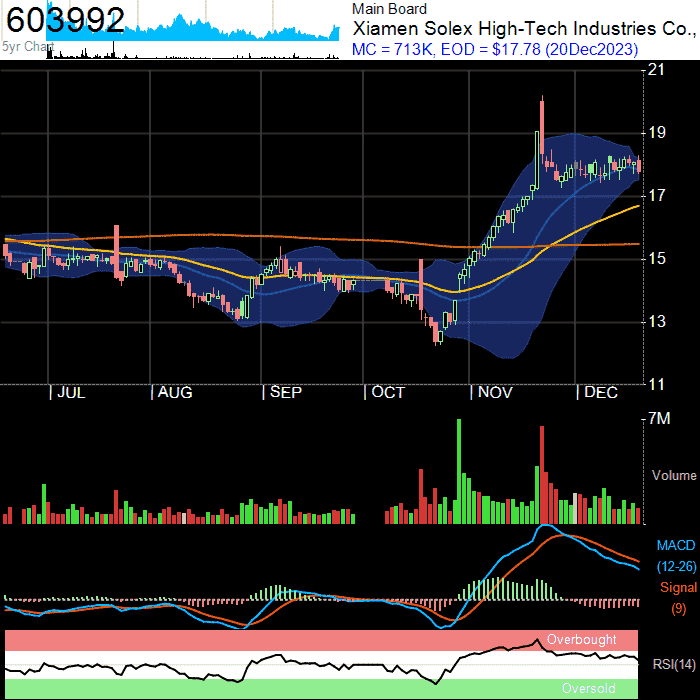 603992
5yr Chart
Main Board
Xiamen Solex High-Tech Industries Co.,
MC = 713K, EOD = $17.78 (20Dec2023)
21
19
17
15
13
11
| JUL | AUG | SEP | OCT | NOV | DEC
7M
Volume
MACD
(12-26)
Signal
(9)
Overbought
RSI(14)
Oversold